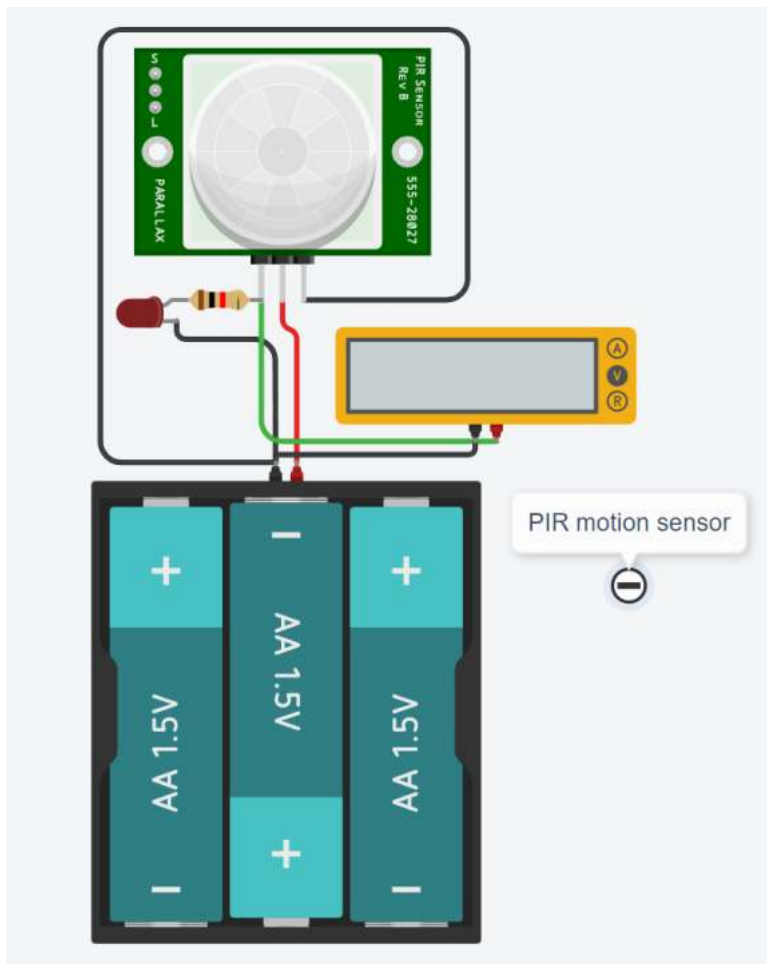 S
L
PARALLAX
PIR SENSOR
REV B
555-28027
A
V
R
PIR motion sensor
+
AA 1.5V
−
−
AA 1.5V
+
+
AA 1.5V
−